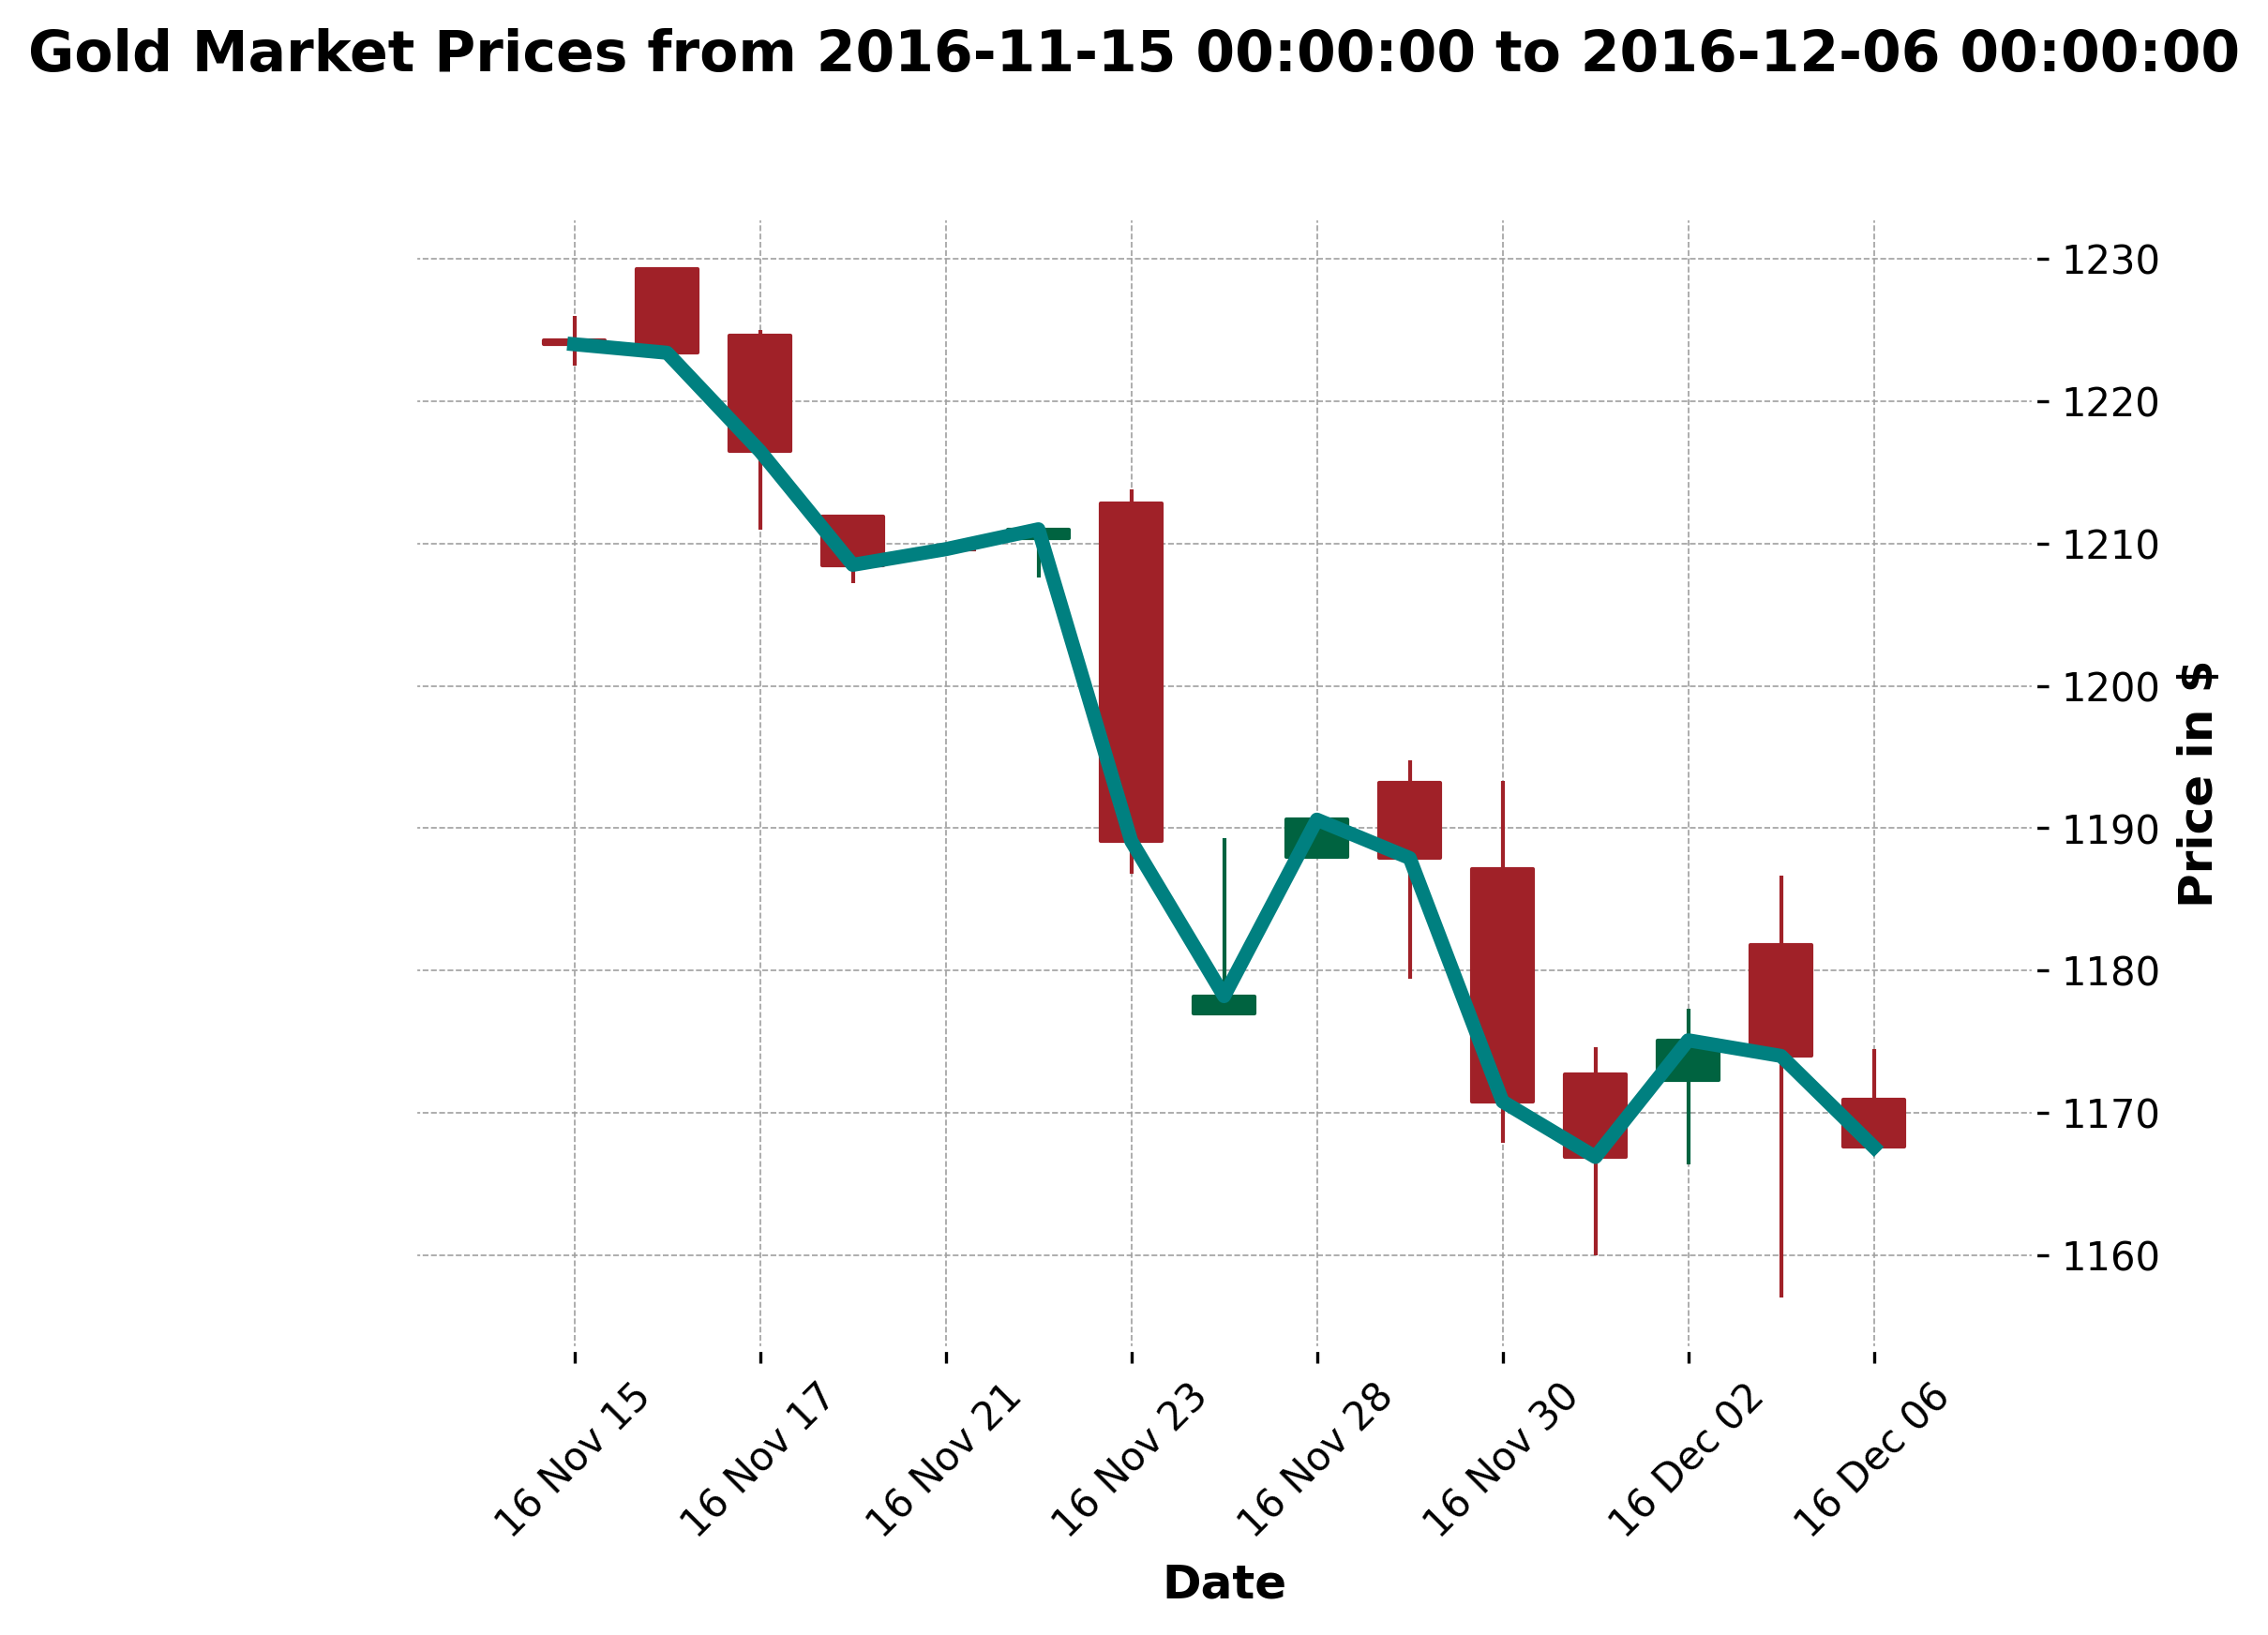 Gold Market Prices from 2016-11-15 00:00:00 to 2016-12-06 00:00:00
1230
1220
1210
1200
1190
1180
1170
1160
Price in $
16 Nov 15
16 Nov 17
16 Nov 21
16 Nov 23
16 Nov 28
16 Nov 30
16 Dec 02
16 Dec 06
Date